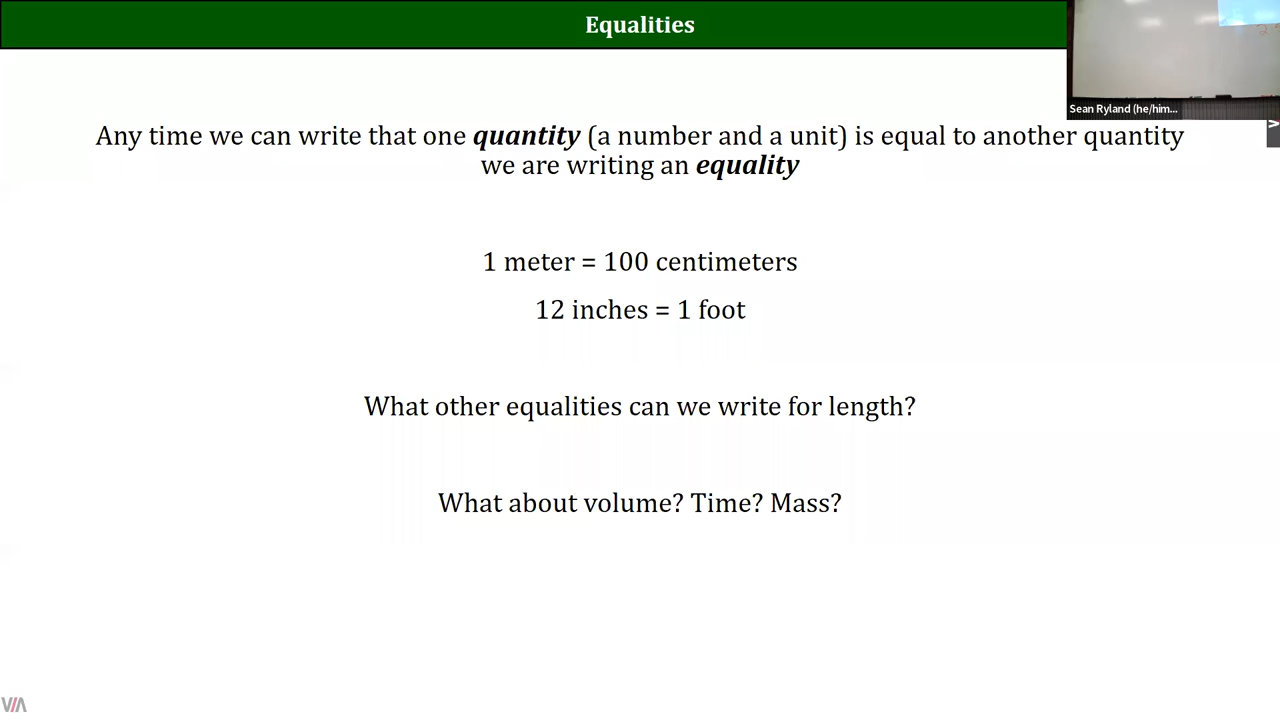 Equalities
Sean Ryland (he/him...
Any time we can write that one quantity (a number and a unit) is equal to another quantity
we are writing an equality
1 meter = 100 centimeters
12 inches = 1 foot
What other equalities can we write for length?
What about volume? Time? Mass?
VIA